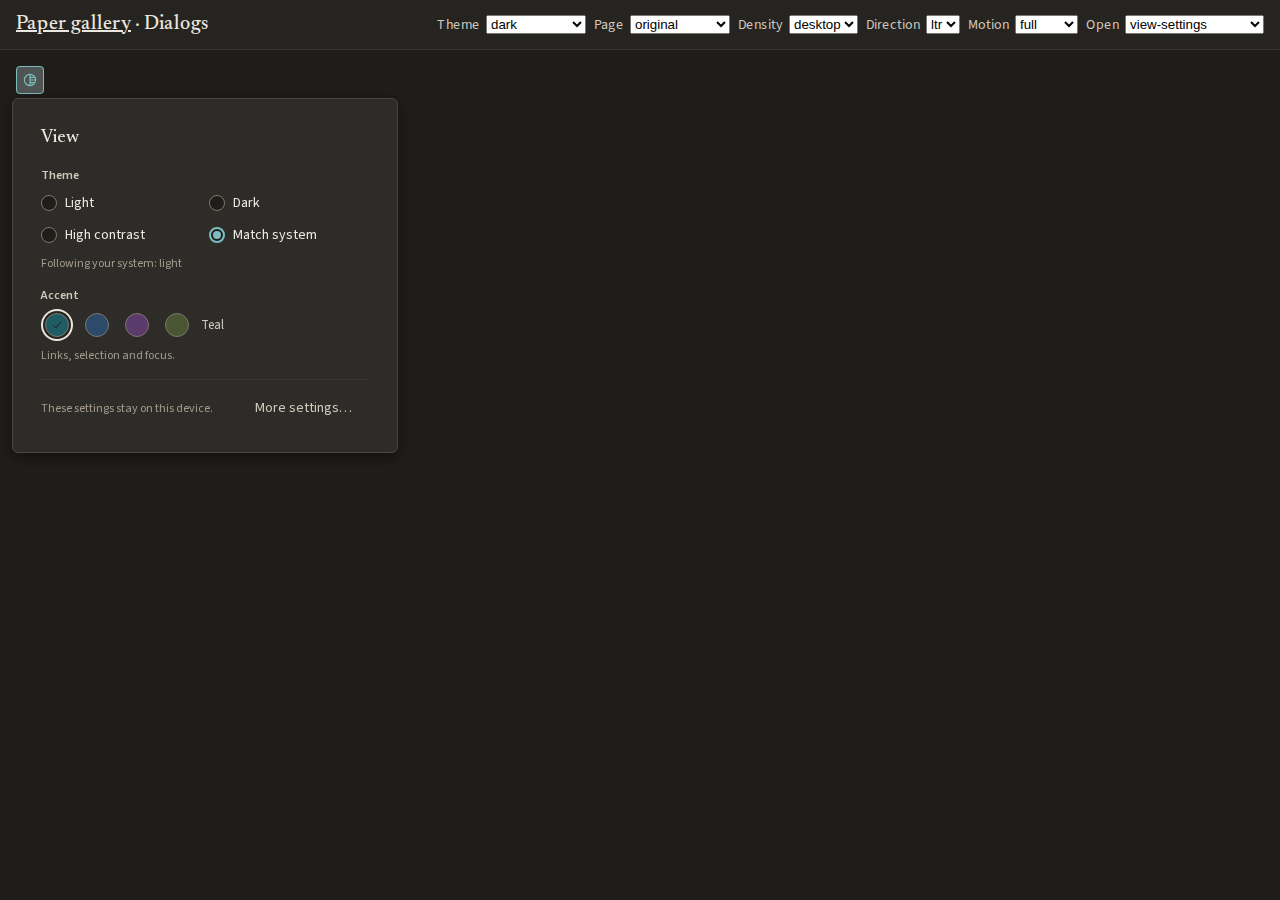 Paper gallery · Dialogs
Theme dark Page original Density desktop Direction ltr Motion full Open view-settings
View
Theme
Light Dark
High contrast Match system
Following your system: light
Accent
Teal
Links, selection and focus.
These settings stay on this device. More settings…